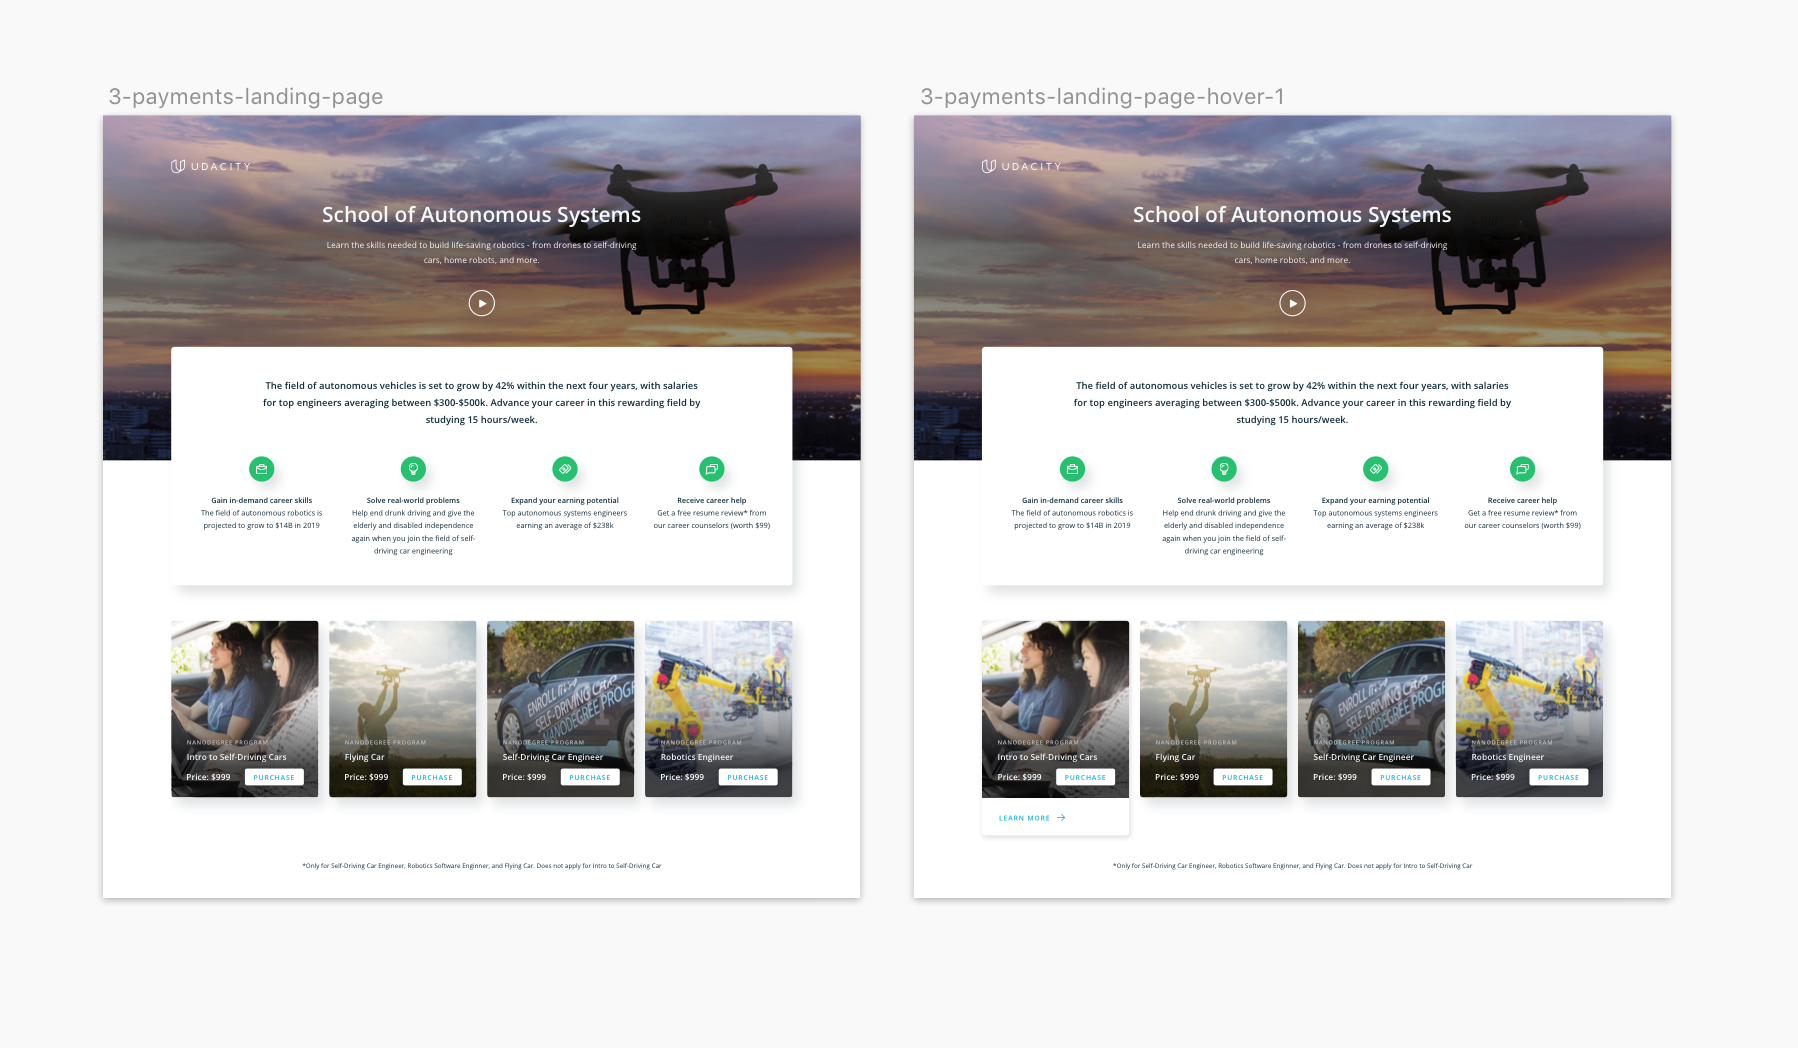 3-payments-landing-page
UDACITY
School of Autonomous Systems
Learn the skills needed to build life-saving robotics - from drones to self-driving
cars, home robots, and more.
The field of autonomous vehicles is set to grow by 42% within the next four years, with salaries
for top engineers averaging between $300-$500k. Advance your career in this rewarding field by
studying 15 hours/week.
Gain in-demand career skills
The field of autonomous robotics is
projected to grow to $14B in 2019
Solve real-world problems
Help end drunk driving and give the
elderly and disabled independence
again when you join the field of self-
driving car engineering
Expand your earning potential
Top autonomous systems engineers
earning an average of $238k
Receive career help
Get a free resume review* from
our career counselors (worth $99)
NANODEGREE PROGRAM
Intro to Self-Driving Cars
Price: $999 PURCHASE
NANODEGREE PROGRAM
Flying Car
Price: $999 PURCHASE
ENROLL IN A
SELF-DRIVING CAR
NANODEGREE PROGR
NANODEGREE PROGRAM
Self-Driving Car Engineer
Price: $999 PURCHASE
NANODEGREE PROGRAM
Robotics Engineer
Price: $999 PURCHASE
*Only for Self-Driving Car Engineer, Robotics Software Enginner, and Flying Car. Does not apply for Intro to Self-Driving Car
3-payments-landing-page-hover-1
UDACITY
School of Autonomous Systems
Learn the skills needed to build life-saving robotics - from drones to self-driving
cars, home robots, and more.
The field of autonomous vehicles is set to grow by 42% within the next four years, with salaries
for top engineers averaging between $300-$500k. Advance your career in this rewarding field by
studying 15 hours/week.
Gain in-demand career skills
The field of autonomous robotics is
projected to grow to $14B in 2019
Solve real-world problems
Help end drunk driving and give the
elderly and disabled independence
again when you join the field of self-
driving car engineering
Expand your earning potential
Top autonomous systems engineers
earning an average of $238k
Receive career help
Get a free resume review* from
our career counselors (worth $99)
NANODEGREE PROGRAM
Intro to Self-Driving Cars
Price: $999 PURCHASE
LEARN MORE
NANODEGREE PROGRAM
Flying Car
Price: $999 PURCHASE
ENROLL IN A
SELF-DRIVING CAR
NANODEGREE PROGR
NANODEGREE PROGRAM
Self-Driving Car Engineer
Price: $999 PURCHASE
NANODEGREE PROGRAM
Robotics Engineer
Price: $999 PURCHASE
*Only for Self-Driving Car Engineer, Robotics Software Enginner, and Flying Car. Does not apply for Intro to Self-Driving Car